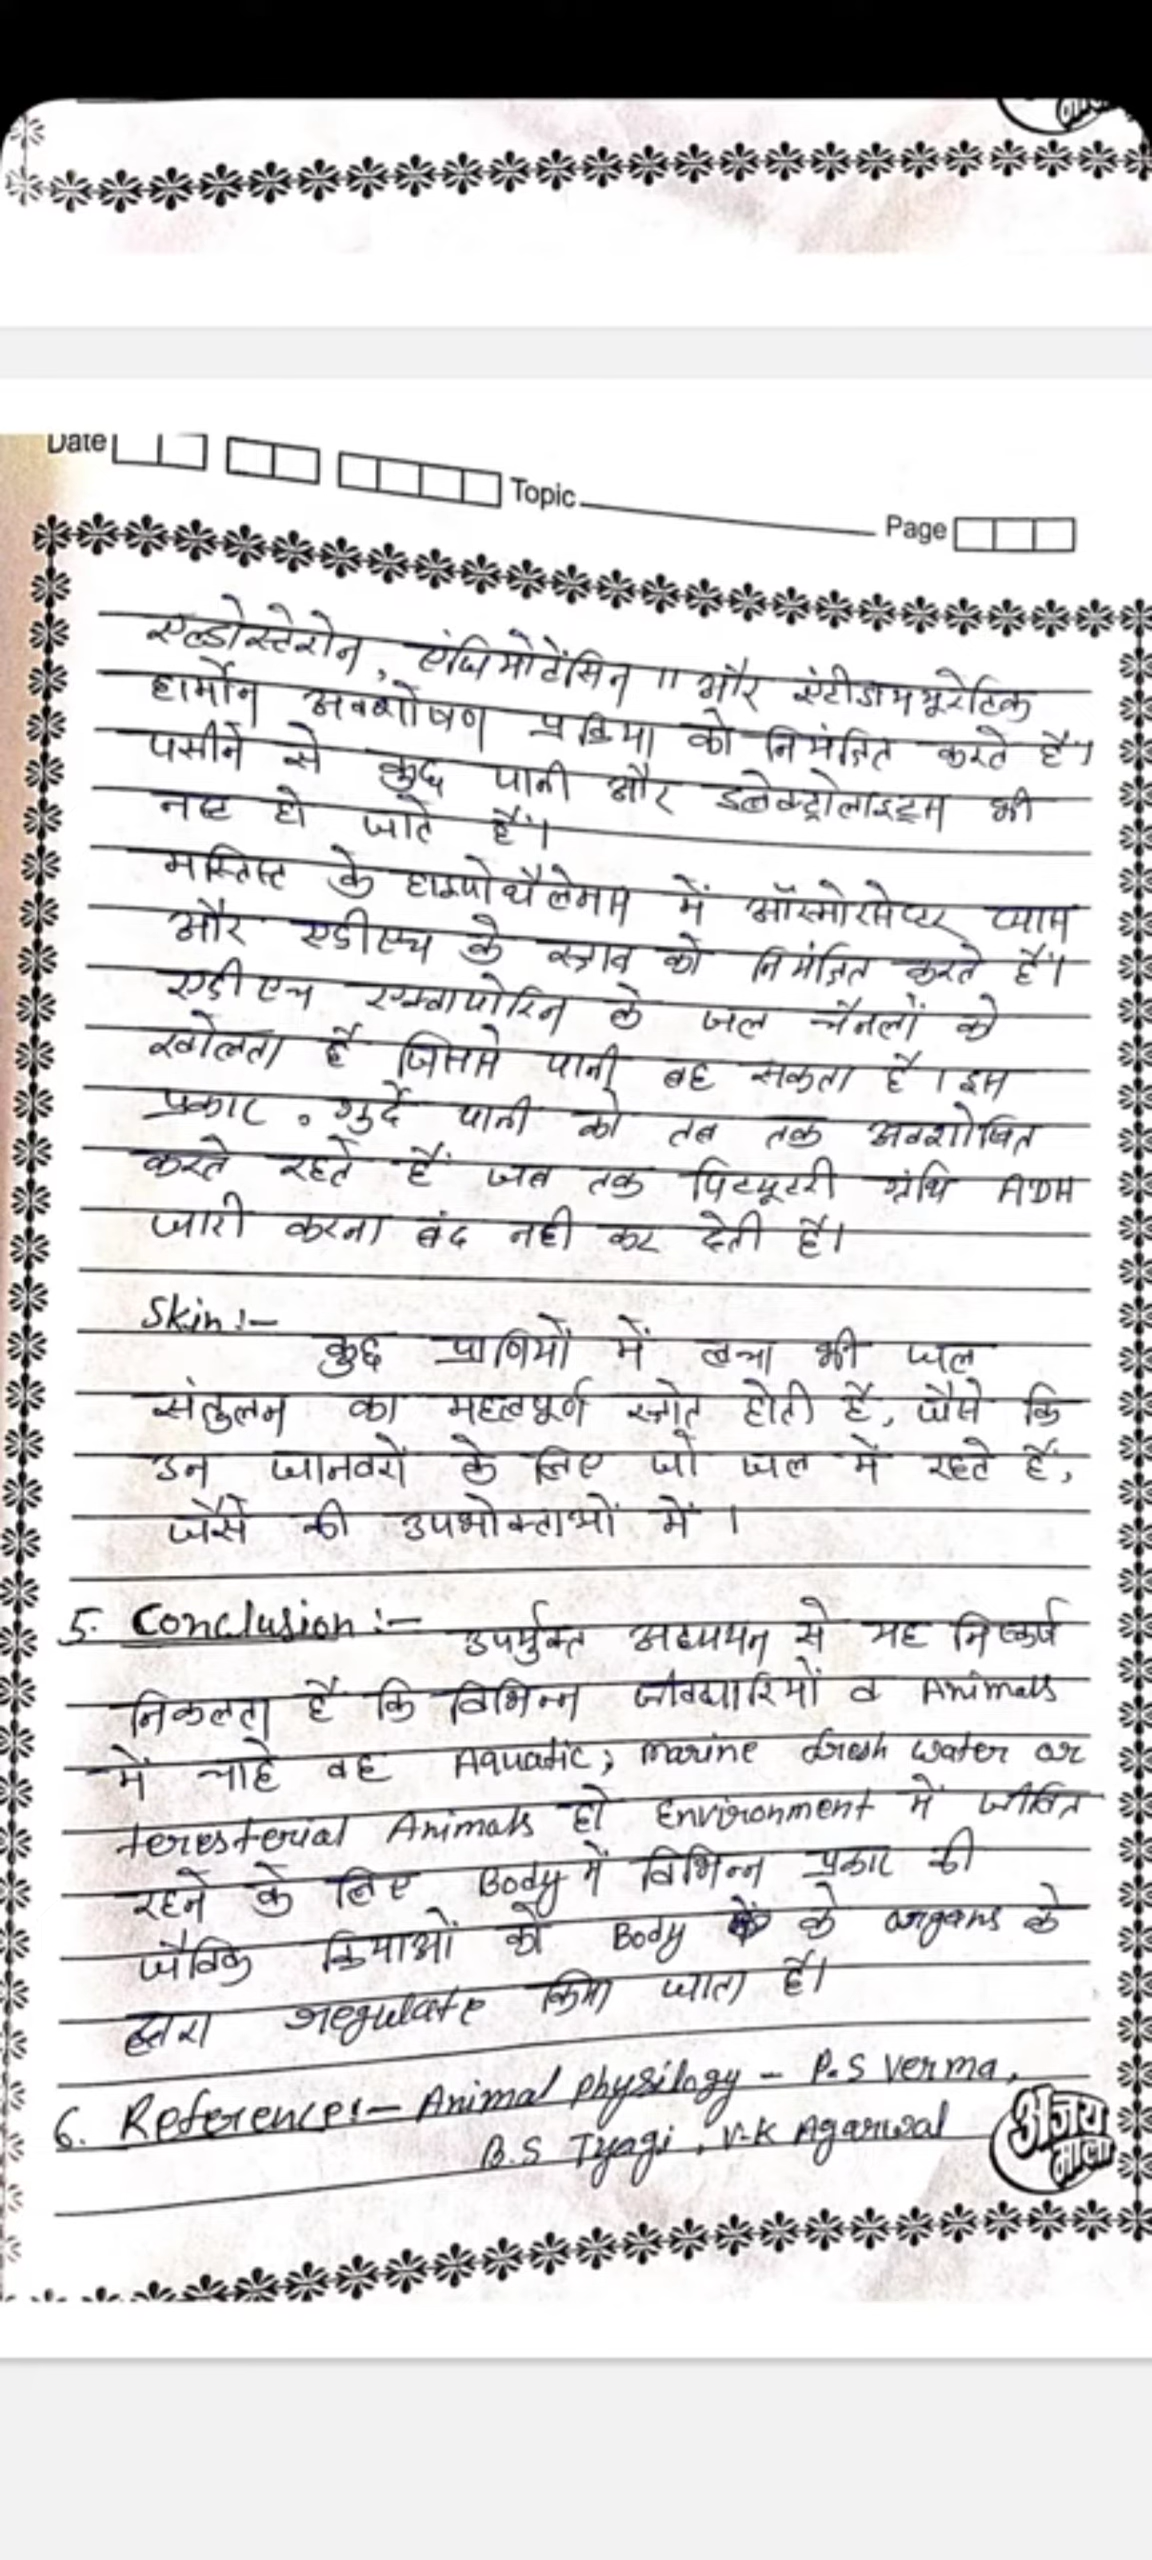 Date
Topic
Page
एल्डोस्टेरोन, एंजियोटेंसिन " और एंटीडाययूरेटिक
हार्मोन अवशोषण प्रक्रिया को नियंत्रित करते हैं।
पसीने से कुछ पानी और इलेक्ट्रोलाइट्स भी
नष्ट हो जाते हैं।
मस्तिष्ट के हाइपोथैलेमस में ऑस्मोरसेप्टर प्यास
और एडीएच के स्त्राव को नियंत्रित करते हैं।
एडीएच एक्वापोरिन के जल चैनलों को
खोलता है जिससे पानी बह सकता है। इस
प्रकार, गुर्दे पानी को तब तक अवशोषित
करते रहते हैं जब तक पिट्यूटरी ग्रंथि ADH
जारी करना बंद नही कर देती है।
Skin :-
कुछ प्राणियों में त्वचा भी जल
संतुलन का महत्वपूर्ण स्त्रोत होती है, जैसे कि
उन जानवरों के लिए जो जल में रहते हैं,
जैसे की उपभोक्ताओं में ।
5. Conclusion :- उपर्युक्त अध्ययन से यह निष्कर्ष
निकलता है कि विभिन्न जीवधारियों व Animals
में चाहे वह Aquatic, marine fresh water or
teresterial Animals हो Environment में जीवित
रहने के लिए Body में विभिन्न प्रकार की
जैविक क्रियाओं को Body के organs के
द्वारा regulate किया जाता है।
6. Reference :- Animal physilogy - P.S Verma,
B.S Tyagi, V.K Agarwal
अजय
माला